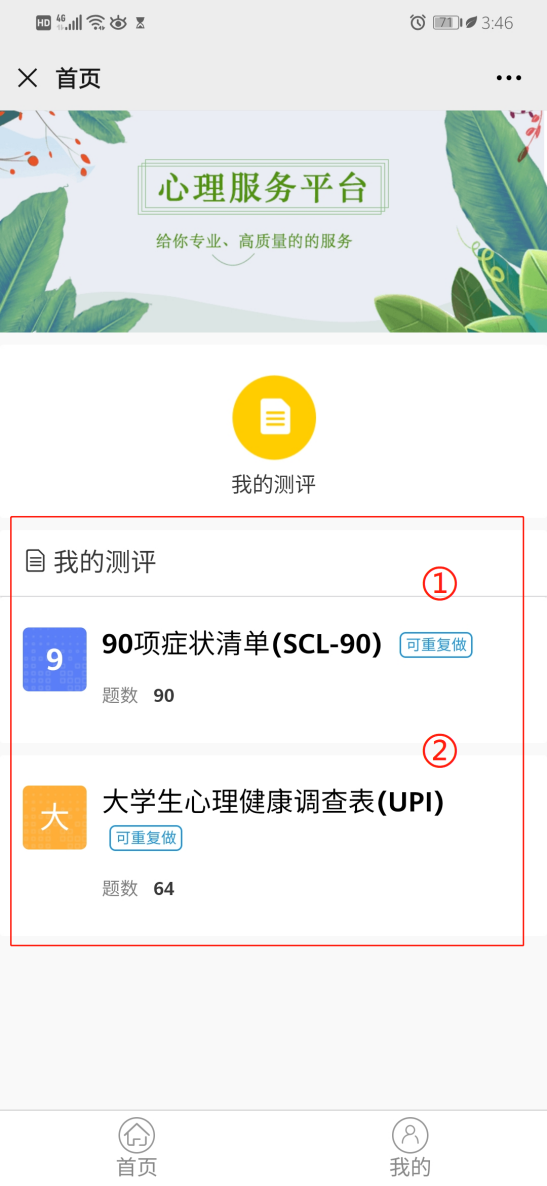 HD 4G 71 3:46
首页
心理服务平台
给你专业、高质量的的服务
我的测评
我的测评
①
90项症状清单(SCL-90) 可重复做
9
题数 90
②
大学生心理健康调查表(UPI)
大
可重复做
题数 64
首页 我的